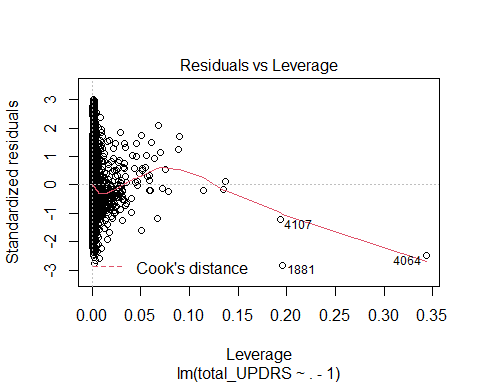 Residuals vs Leverage
Standardized residuals
3
2
1
0
-1
-2
-3
4107
4064
1881
Cook's distance
0.00 0.05 0.10 0.15 0.20 0.25 0.30 0.35
Leverage
lm(total_UPDRS ~ . - 1)